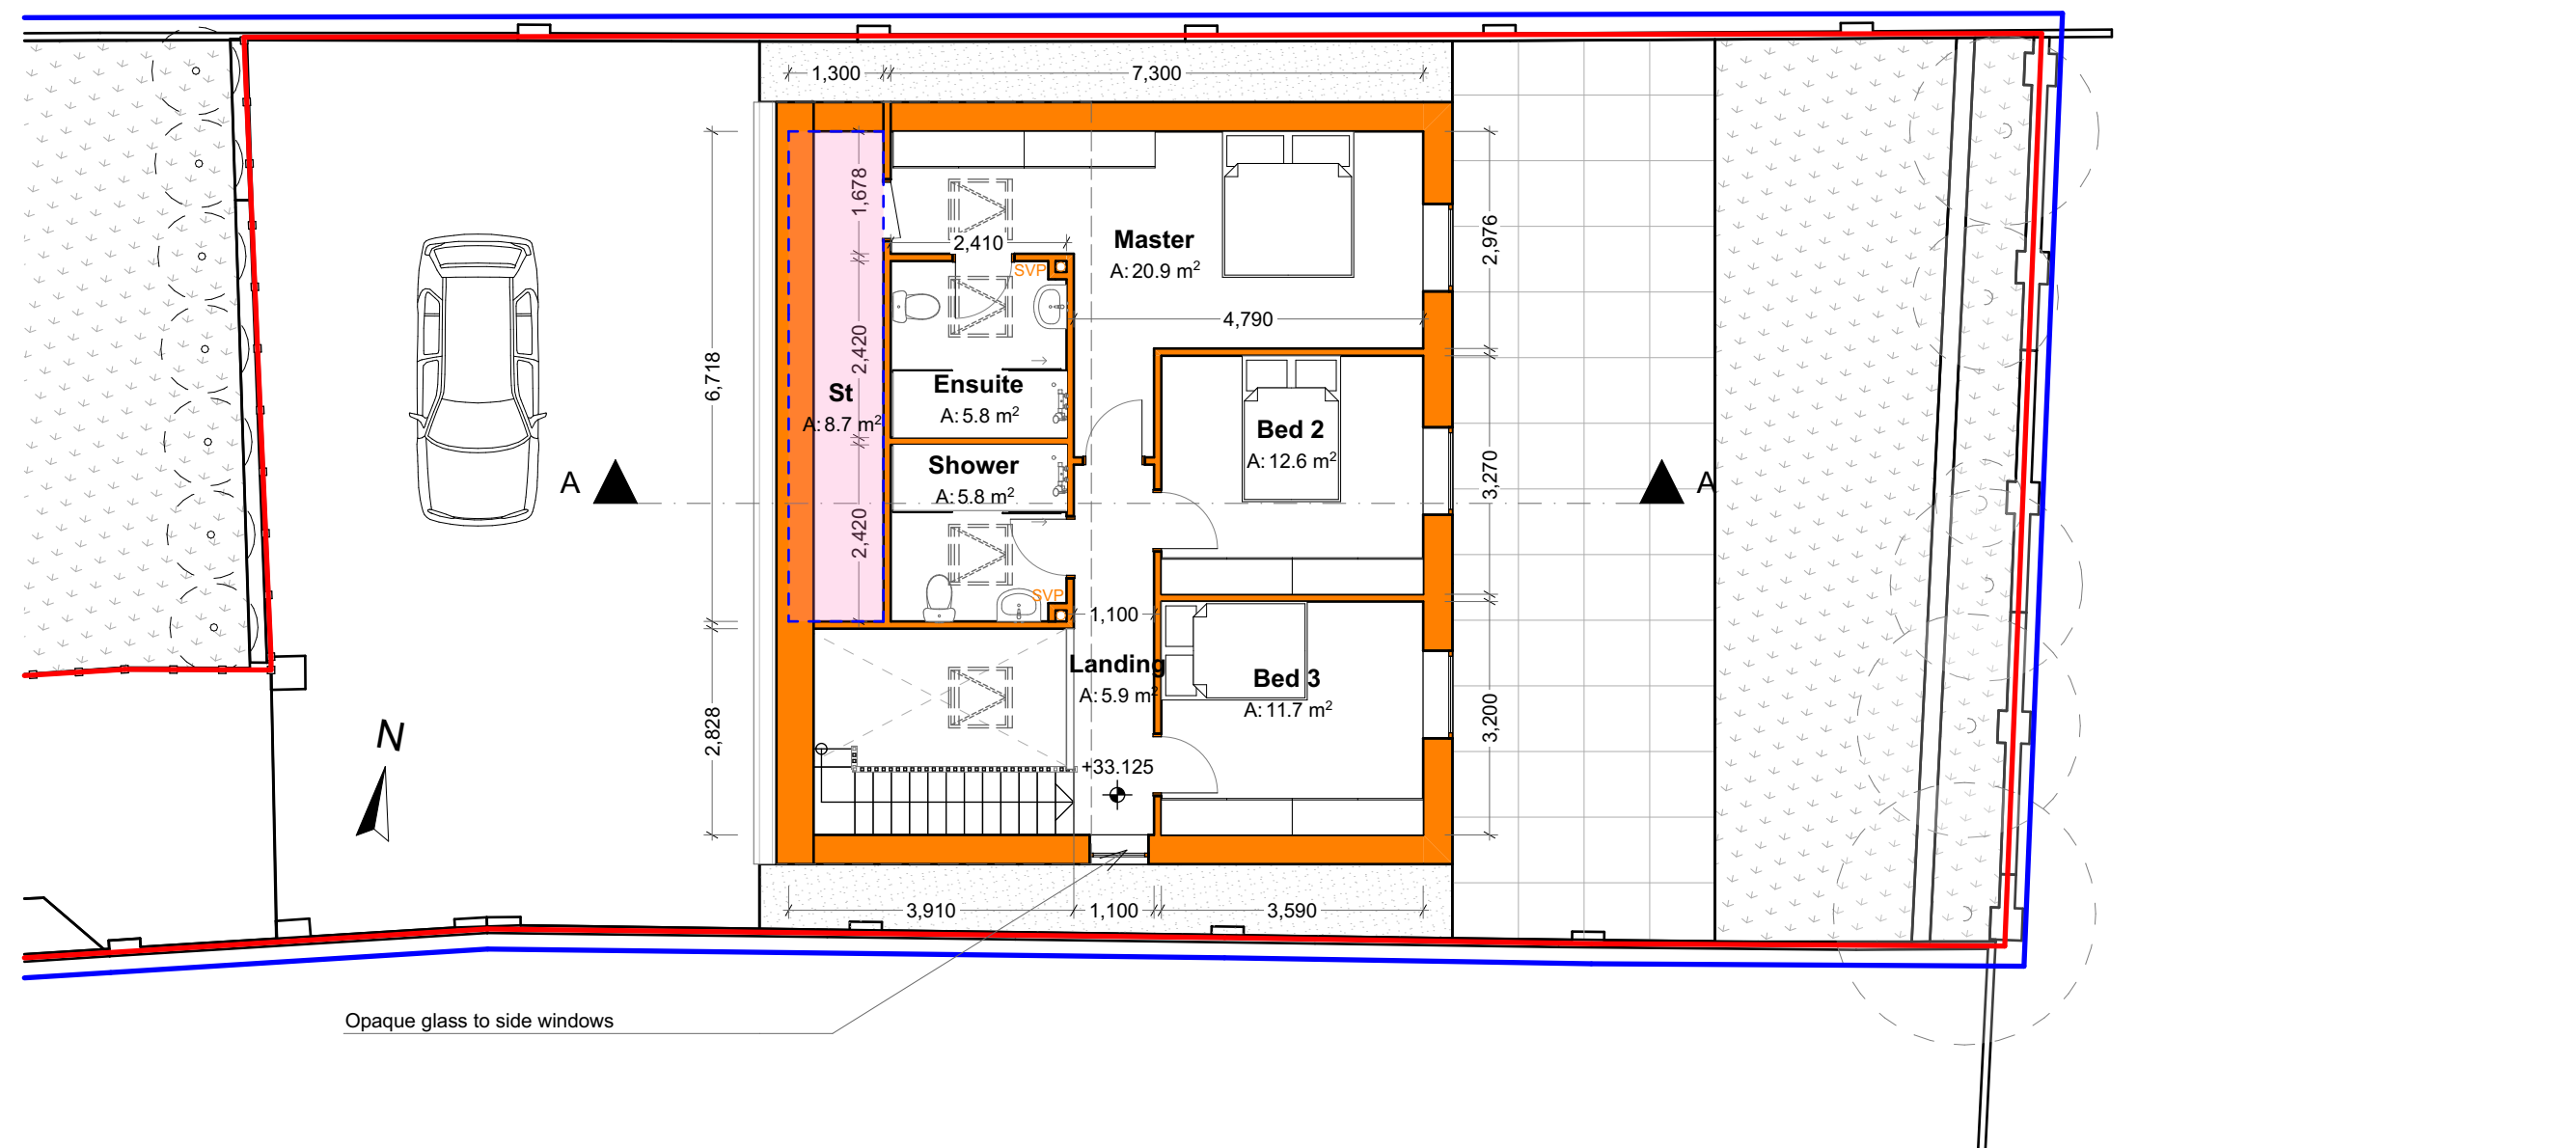 1,300
7,300
1,678
2,410
SVP
Master
A: 20.9 m²
2,976
4,790
2,420
6,718
St
A: 8.7 m²
Ensuite
A: 5.8 m²
Bed 2
A: 12.6 m²
Shower
A: 5.8 m²
3,270
A
A
2,420
SVP
1,100
Landing
A: 5.9 m²
Bed 3
A: 11.7 m²
2,828
3,200
N
+33.125
3,910
1,100
3,590
Opaque glass to side windows